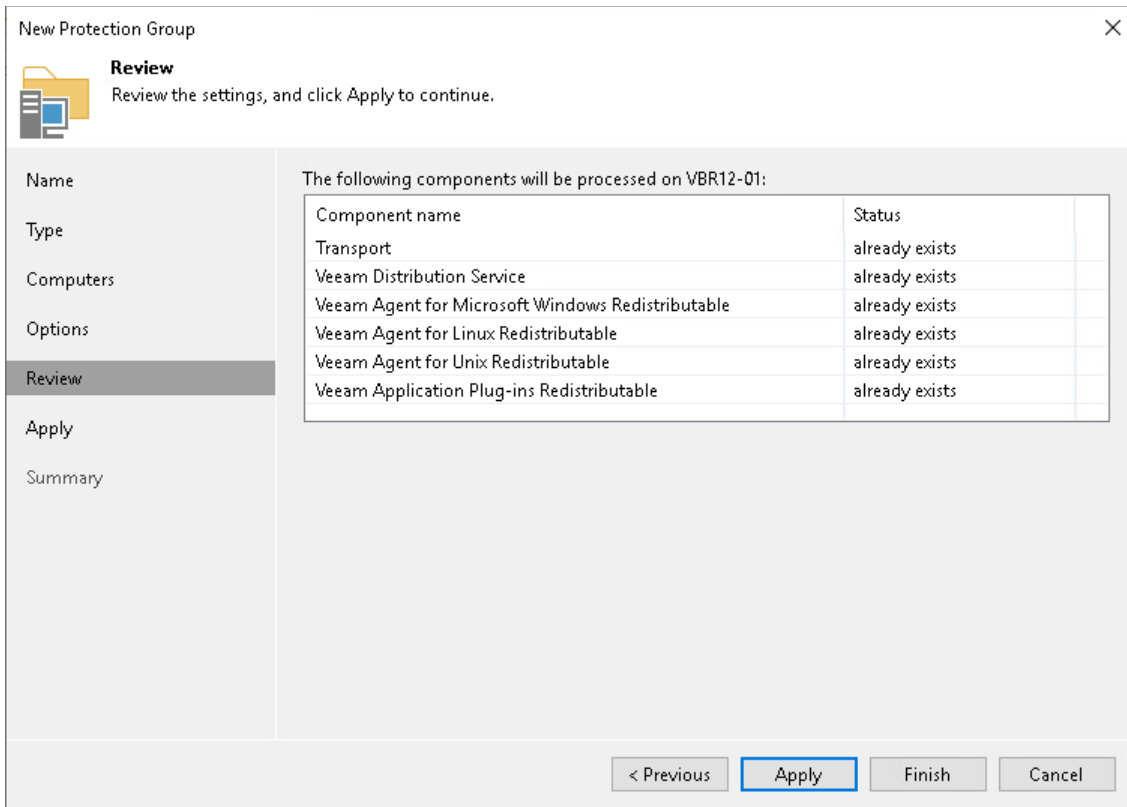 New Protection Group
Review
Review the settings, and click Apply to continue.
Name
Type
Computers
Options
Review
Apply
Summary
The following components will be processed on VBR12-01:
Component name Status
Transport already exists
Veeam Distribution Service already exists
Veeam Agent for Microsoft Windows Redistributable already exists
Veeam Agent for Linux Redistributable already exists
Veeam Agent for Unix Redistributable already exists
Veeam Application Plug-ins Redistributable already exists
< Previous Apply Finish Cancel